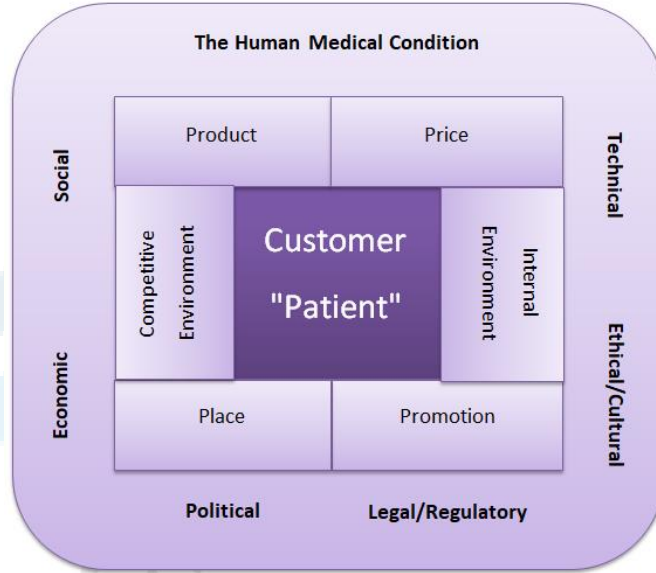 The Human Medical Condition
Product
Price
Social
Technical
Competitive
Environment
Customer
"Patient"
Internal
Environment
Economic
Ethical/Cultural
Place
Promotion
Political
Legal/Regulatory